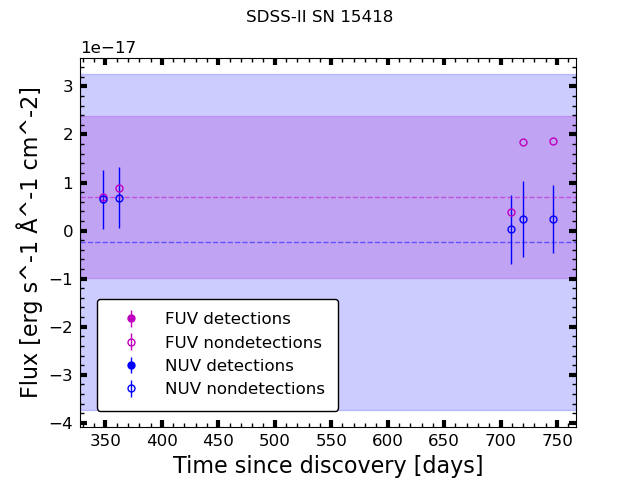 SDSS-II SN 15418
1e−17
3
2
1
0
−1
−2
−3
−4
Flux [erg s^-1 Å^-1 cm^-2]
FUV detections
FUV nondetections
NUV detections
NUV nondetections
350 400 450 500 550 600 650 700 750
Time since discovery [days]